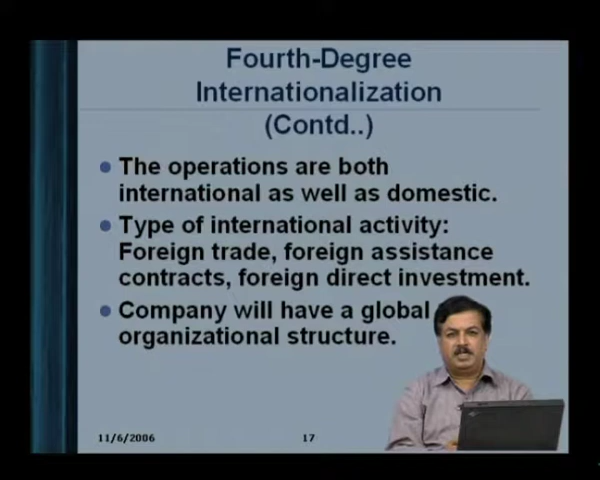 Fourth-Degree
Internationalization
(Contd..)
The operations are both
international as well as domestic.
Type of international activity:
Foreign trade, foreign assistance
contracts, foreign direct investment.
Company will have a global
organizational structure.
11/6/2006
17